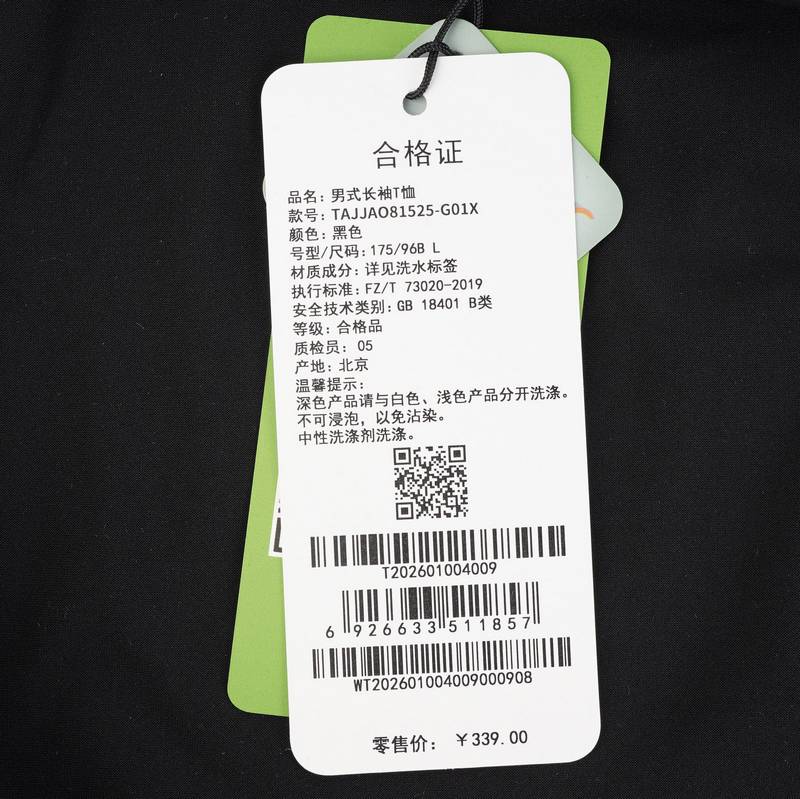 合格证
品名: 男式长袖T恤
款号: TAJJAO81525-G01X
颜色: 黑色
号型/尺码: 175/96B L
材质成分: 详见洗水标签
执行标准: FZ/T 73020-2019
安全技术类别: GB 18401 B类
等级: 合格品
质检员: 05
产地: 北京
温馨提示:
深色产品请与白色、浅色产品分开洗涤。
不可浸泡，以免沾染。
中性洗涤剂洗涤。
T202601004009
6 926633 511857
WT202601004009000908
零售价: ￥339.00